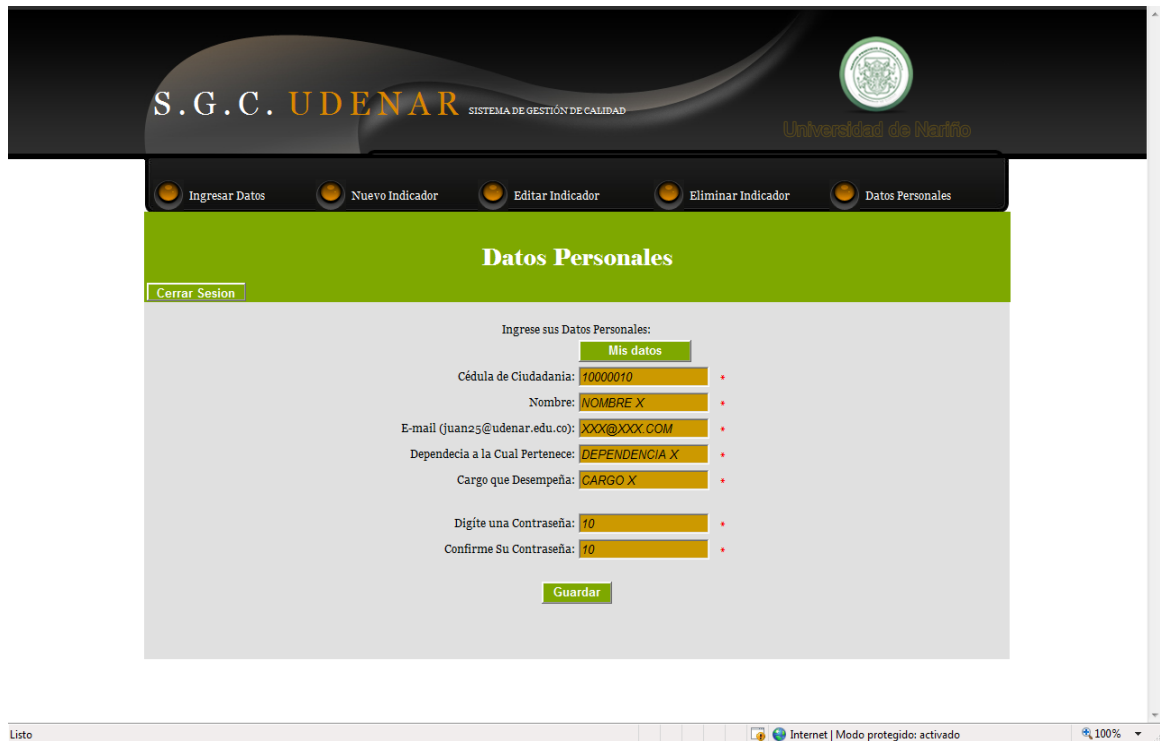 S.G.C. UDENAR SISTEMA DE GESTIÓN DE CALIDAD
Universidad de Nariño
Ingresar Datos Nuevo Indicador Editar Indicador Eliminar Indicador Datos Personales
Datos Personales
Cerrar Sesion
Ingrese sus Datos Personales:
Mis datos
Cédula de Ciudadania: 10000010 *
Nombre: NOMBRE X *
E-mail (juan25@udenar.edu.co): XXX@XXX.COM *
Dependecia a la Cual Pertenece: DEPENDENCIA X *
Cargo que Desempeña: CARGO X *
Digíte una Contraseña: 10 *
Confirme Su Contraseña: 10 *
Guardar
Listo Internet | Modo protegido: activado 100%